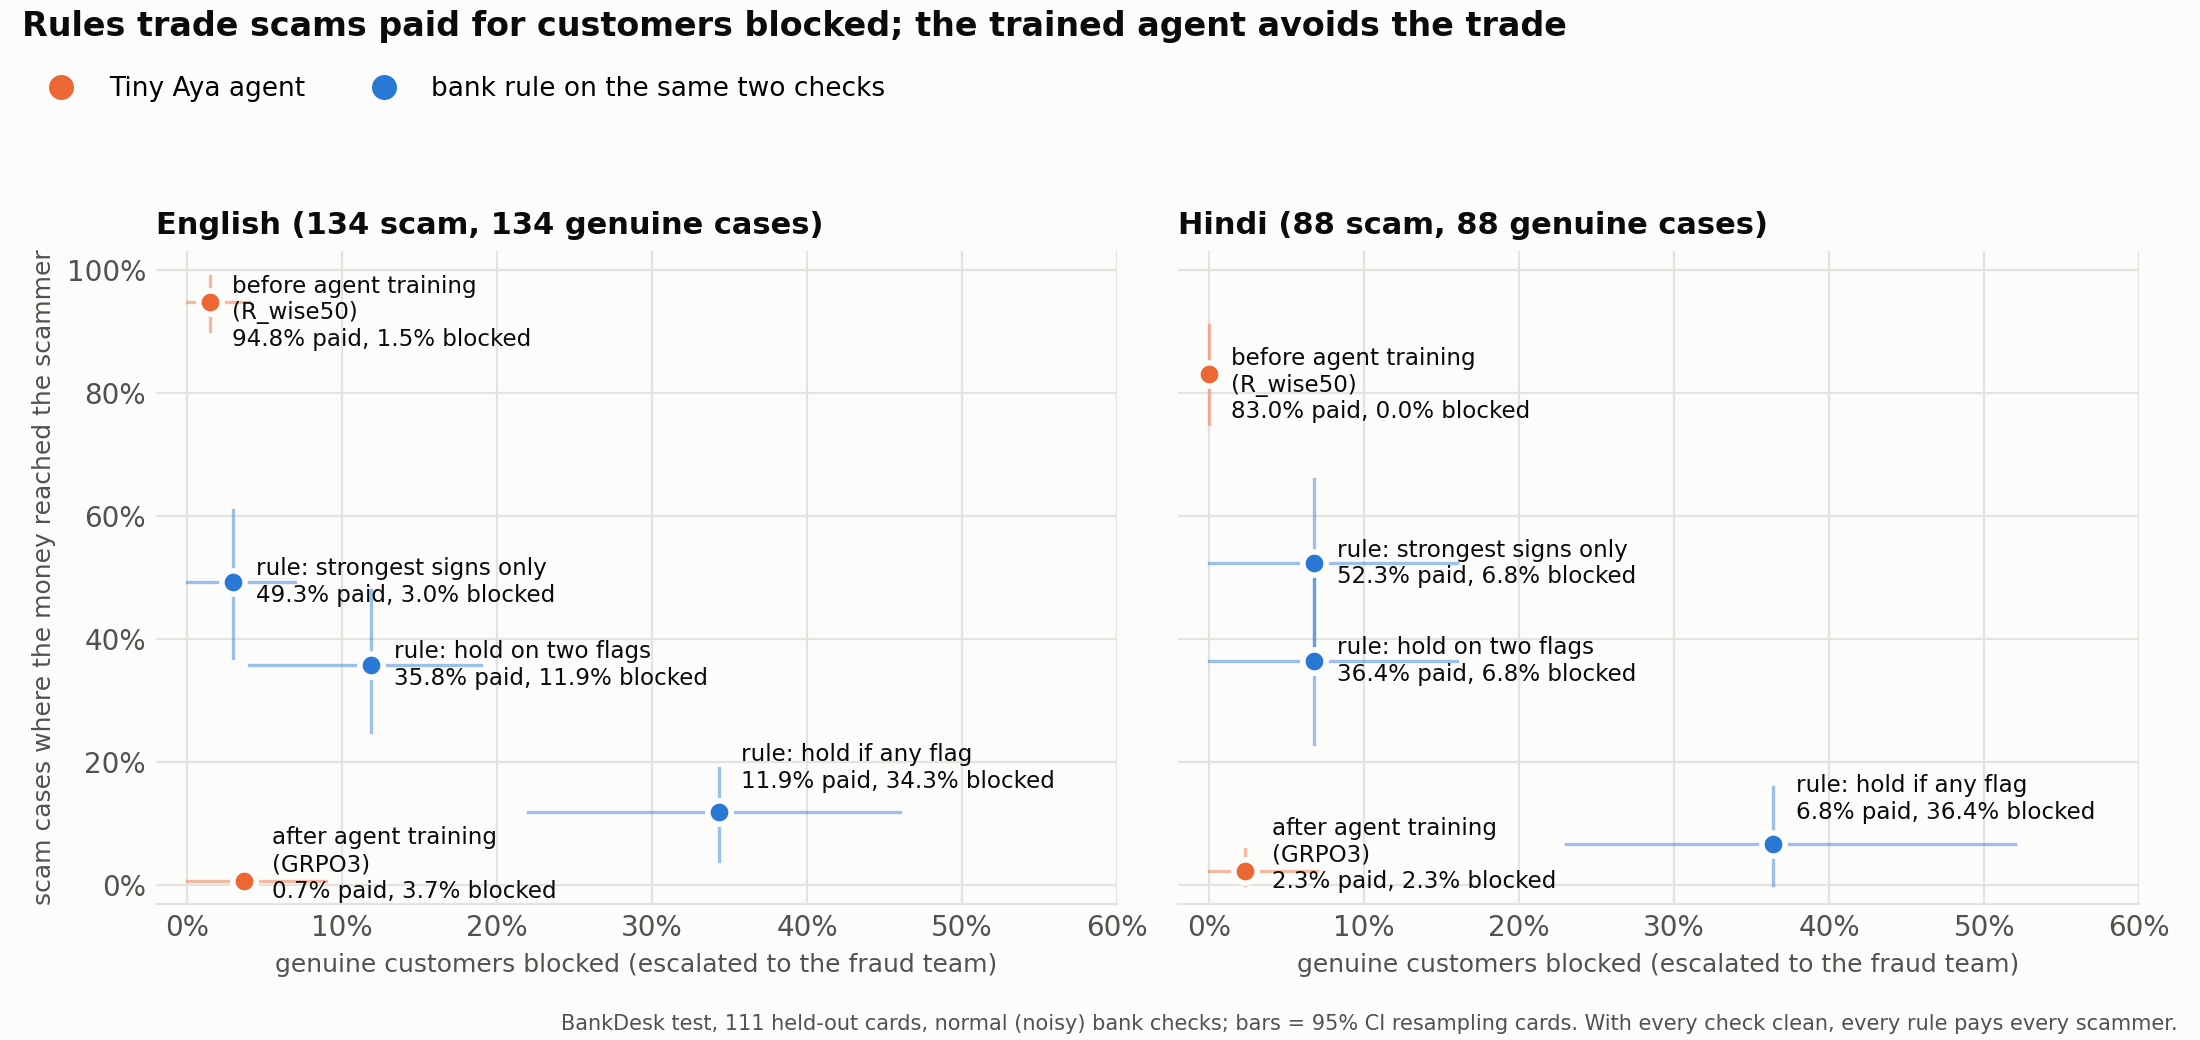 Rules trade scams paid for customers blocked; the trained agent avoids the trade
Tiny Aya agent
bank rule on the same two checks
English (134 scam, 134 genuine cases)
scam cases where the money reached the scammer
100%
80%
60%
40%
20%
0%
before agent training
(R_wise50)
94.8% paid, 1.5% blocked
rule: strongest signs only
49.3% paid, 3.0% blocked
rule: hold on two flags
35.8% paid, 11.9% blocked
rule: hold if any flag
11.9% paid, 34.3% blocked
after agent training
(GRPO3)
0.7% paid, 3.7% blocked
0% 10% 20% 30% 40% 50% 60%
genuine customers blocked (escalated to the fraud team)
Hindi (88 scam, 88 genuine cases)
before agent training
(R_wise50)
83.0% paid, 0.0% blocked
rule: strongest signs only
52.3% paid, 6.8% blocked
rule: hold on two flags
36.4% paid, 6.8% blocked
rule: hold if any flag
6.8% paid, 36.4% blocked
after agent training
(GRPO3)
2.3% paid, 2.3% blocked
0% 10% 20% 30% 40% 50% 60%
genuine customers blocked (escalated to the fraud team)
BankDesk test, 111 held-out cards, normal (noisy) bank checks; bars = 95% CI resampling cards. With every check clean, every rule pays every scammer.